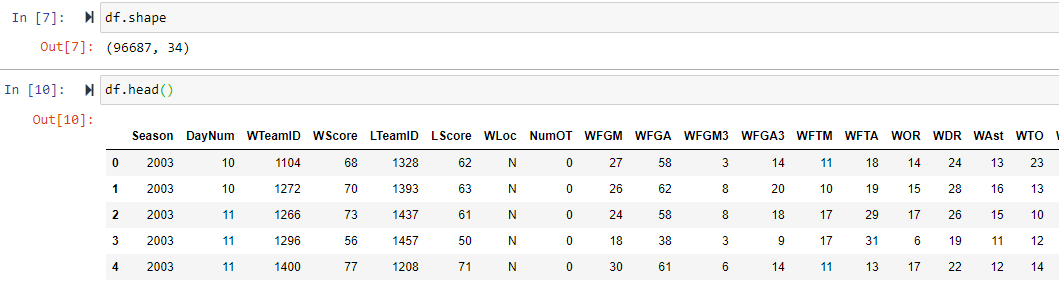 In [7]: df.shape
Out[7]: (96687, 34)
In [10]: df.head()
Out[10]:
Season DayNum WTeamID WScore LTeamID LScore WLoc NumOT WFGM WFGA WFGM3 WFGA3 WFTM WFTA WOR WDR WAst WTO
0 2003 10 1104 68 1328 62 N 0 27 58 3 14 11 18 14 24 13 23
1 2003 10 1272 70 1393 63 N 0 26 62 8 20 10 19 15 28 16 13
2 2003 11 1266 73 1437 61 N 0 24 58 8 18 17 29 17 26 15 10
3 2003 11 1296 56 1457 50 N 0 18 38 3 9 17 31 6 19 11 12
4 2003 11 1400 77 1208 71 N 0 30 61 6 14 11 13 17 22 12 14